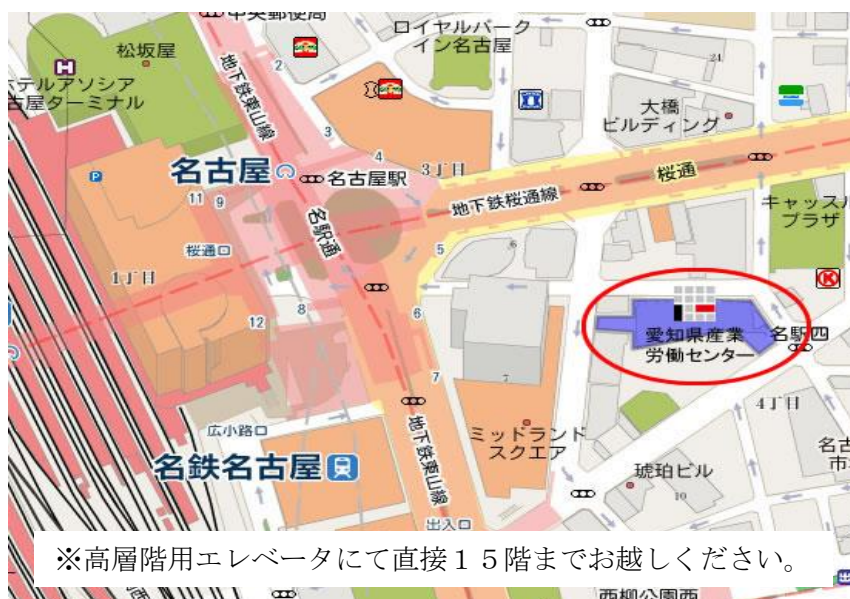 中央郵便局
松坂屋
ロイヤルパーク
イン名古屋
地下鉄東山線
2
21
H
テルアソシア
古屋ターミナル
大橋
ビルディング
3
4
3丁目
名古屋
名古屋駅
桜通
地下鉄桜通線
P
11
9
キャッスル
プラザ
名駅通
桜通口
5
6
1丁目
K
8
12
6
愛知県産業
労働センター
名駅四
7
7
4丁目
広小路口
地下鉄東山線
ミッドランド
スクエア
名古
市
名鉄名古屋
琥珀ビル
10
出入口
※高層階用エレベータにて直接15階までお越しください。
西柳公園西